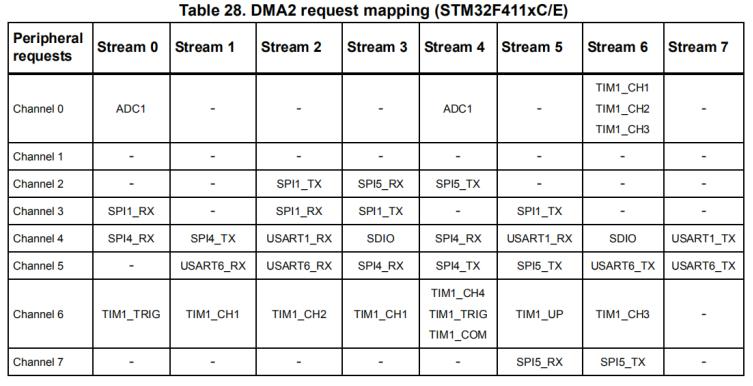 Table 28. DMA2 request mapping (STM32F411xC/E)
Peripheral requests Stream 0 Stream 1 Stream 2 Stream 3 Stream 4 Stream 5 Stream 6 Stream 7
Channel 0 ADC1 - - - ADC1 - TIM1_CH1 TIM1_CH2 TIM1_CH3 -
Channel 1 - - - - - - - -
Channel 2 - - SPI1_TX SPI5_RX SPI5_TX - - -
Channel 3 SPI1_RX - SPI1_RX SPI1_TX - SPI1_TX - -
Channel 4 SPI4_RX SPI4_TX USART1_RX SDIO SPI4_RX USART1_RX SDIO USART1_TX
Channel 5 - USART6_RX USART6_RX SPI4_RX SPI4_TX SPI5_TX USART6_TX USART6_TX
Channel 6 TIM1_TRIG TIM1_CH1 TIM1_CH2 TIM1_CH1 TIM1_CH4 TIM1_TRIG TIM1_COM TIM1_UP TIM1_CH3 -
Channel 7 - - - - - SPI5_RX SPI5_TX -